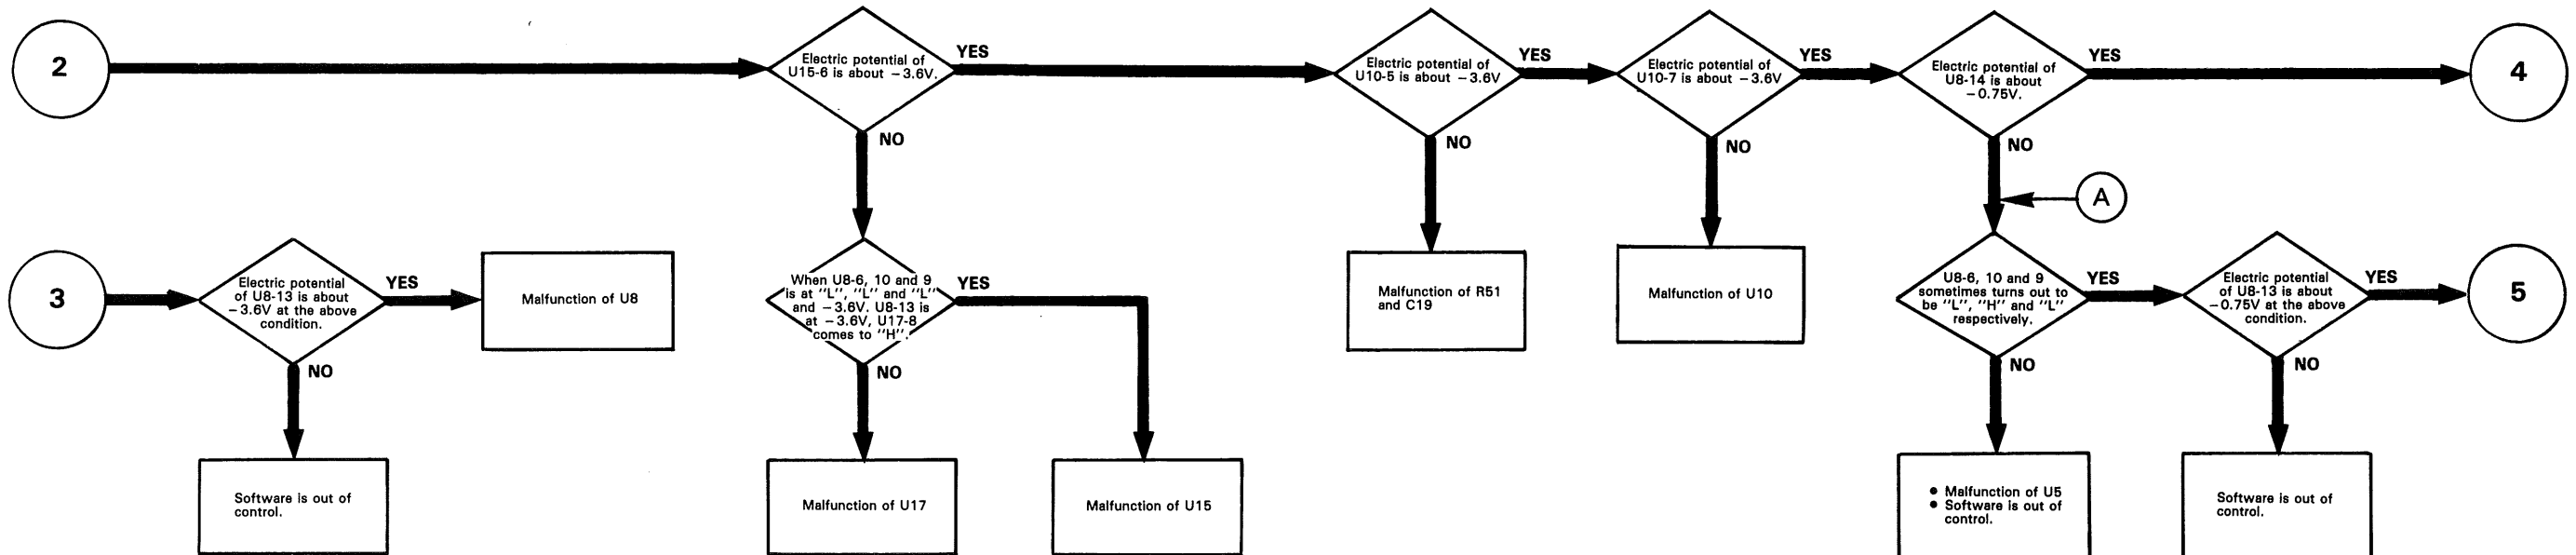 2
Electric potential of
U15-6 is about −3.6V.
YES
NO
Electric potential of
U10-5 is about −3.6V
YES
NO
Electric potential of
U10-7 is about −3.6V
YES
NO
Electric potential of
U8-14 is about
−0.75V.
YES
NO
4
A
3
Electric potential
of U8-13 is about
−3.6V at the above
condition.
YES
NO
Malfunction of U8
When U8-6, 10 and 9
is at "L", "L" and "L"
and −3.6V. U8-13 is
at −3.6V, U17-8
comes to "H".
YES
NO
Malfunction of R51
and C19
Malfunction of U10
U8-6, 10 and 9
sometimes turns out to
be "L", "H" and "L"
respectively.
YES
NO
Electric potential
of U8-13 is about
−0.75V at the above
condition.
YES
NO
5
Software is out of
control.
Malfunction of U17
Malfunction of U15
• Malfunction of U5
• Software is out of
control.
Software is out of
control.